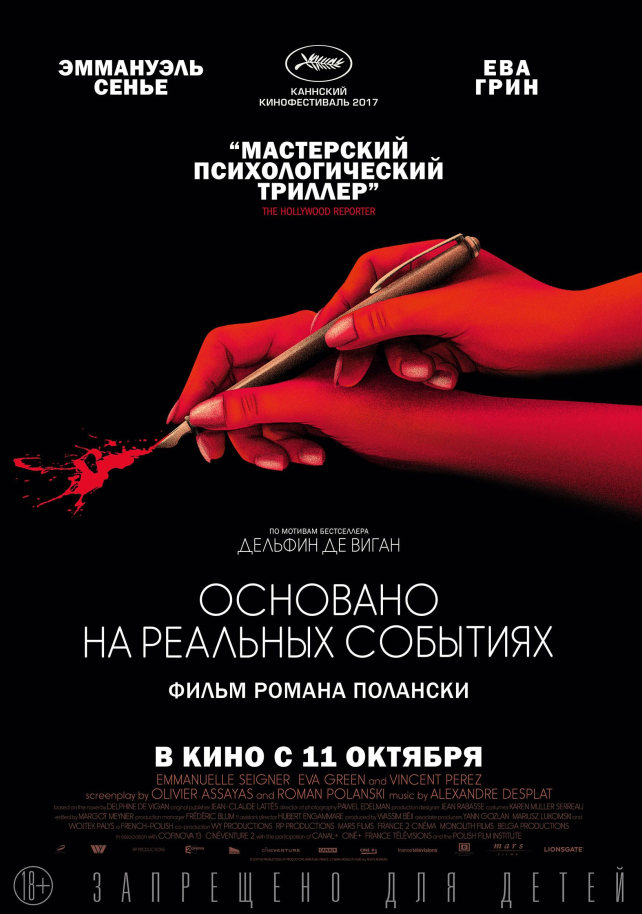 ЭММАНУЭЛЬ
СЕНЬЕ
КАННСКИЙ
КИНОФЕСТИВАЛЬ 2017
ЕВА
ГРИН
“МАСТЕРСКИЙ
ПСИХОЛОГИЧЕСКИЙ
ТРИЛЛЕР”
THE HOLLYWOOD REPORTER
ПО МОТИВАМ БЕСТСЕЛЛЕРА
ДЕЛЬФИН ДЕ ВИГАН
ОСНОВАНО
НА РЕАЛЬНЫХ СОБЫТИЯХ
ФИЛЬМ РОМАНА ПОЛАНСКИ
В КИНО С 11 ОКТЯБРЯ
EMMANUELLE SEIGNER EVA GREEN and VINCENT PEREZ
screenplay by OLIVIER ASSAYAS and ROMAN POLANSKI music by ALEXANDRE DESPLAT
based on the novel by DELPHINE DE VIGAN original publisher JEAN-CLAUDE LATTÈS director of photography PAWEL EDELMAN production designer JEAN RABASSE costumes KAREN MULLER SERREAU
edited by MARGOT MEYNIER production manager FRÉDÉRIC BLUM 1st assistant director HUBERT ENGAMMARE produced by WASSIM BÉJI associate producers YANN GOZLAN MARIUSZ LUKOMSKI and
WOJTEK PALYS a FRENCH-POLISH co-production WY PRODUCTIONS RP PRODUCTIONS MARS FILMS FRANCE 2 CINÉMA MONOLITH FILMS BELGA PRODUCTIONS
in association with COFINOVA 13 CINÉVENTURE 2 with the participation of CANAL+ CINÉ+ FRANCE TÉLÉVISIONS and the POLISH FILM INSTITUTE
RP PRODUCTIONS CINEVENTURE CANAL+ CINÉ+ francetélévisions mars FILMS LIONSGATE
18+ ЗАПРЕЩЕНО ДЛЯ ДЕТЕЙ